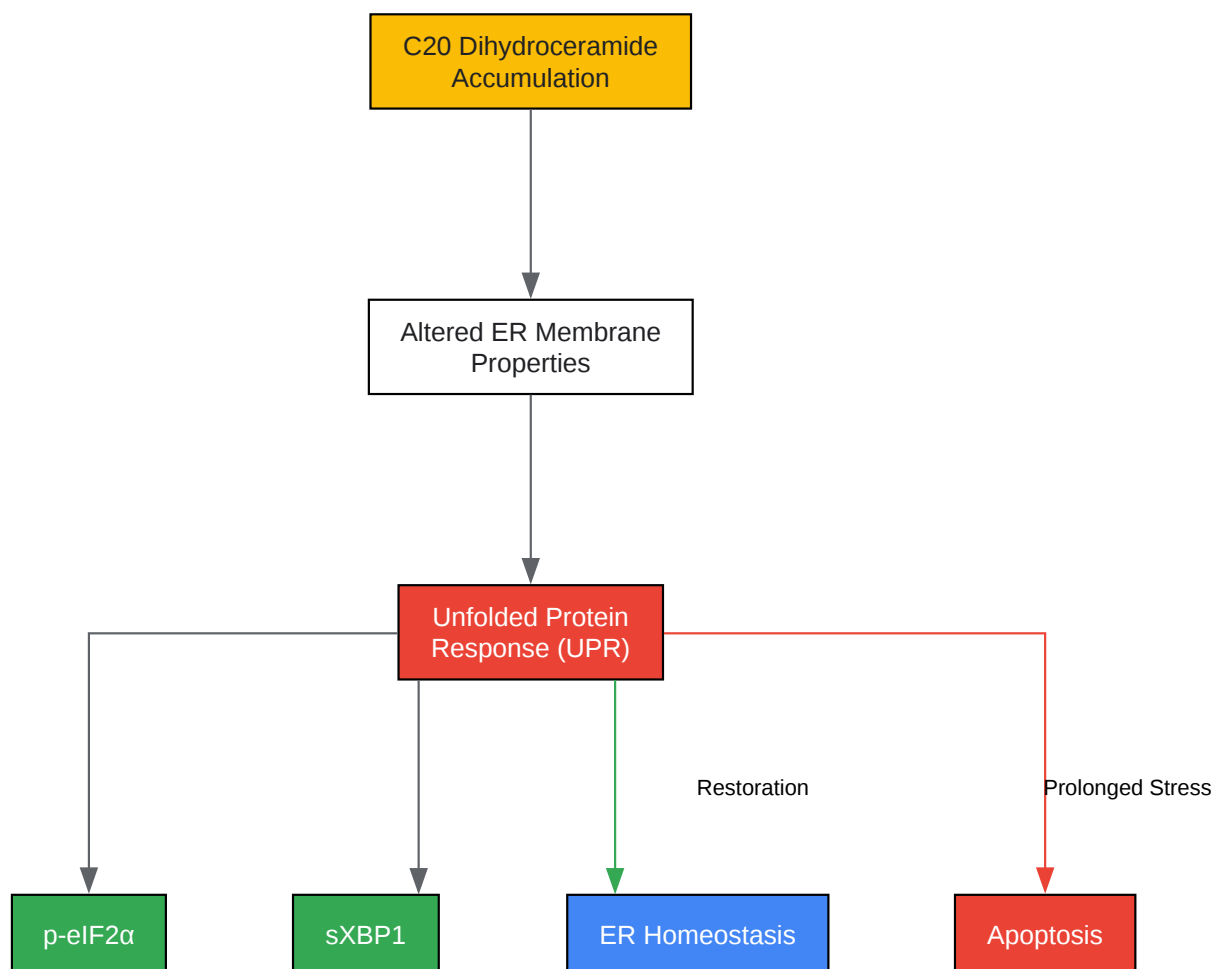 C20 Dihydroceramide
Accumulation
Altered ER Membrane
Properties
Unfolded Protein
Response (UPR)
Restoration
Prolonged Stress
p-eIF2α
sXBP1
ER Homeostasis
Apoptosis